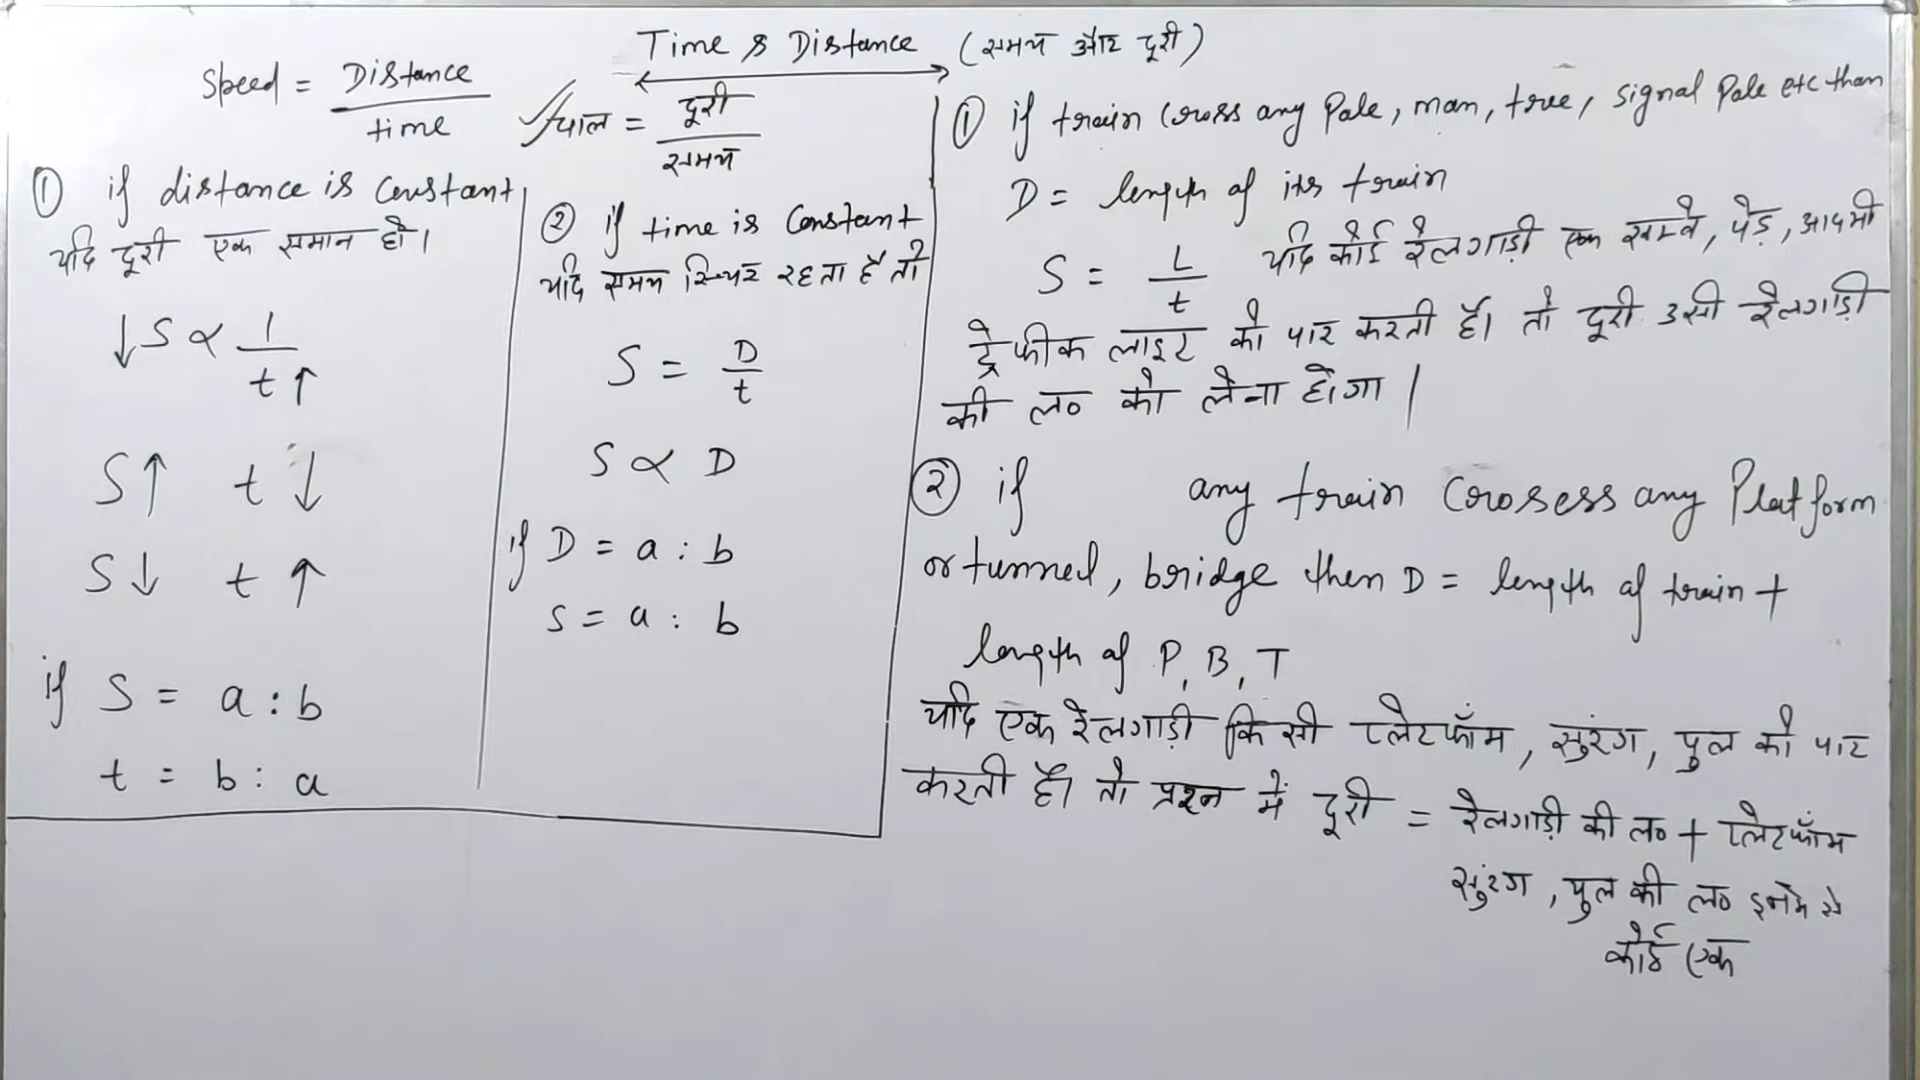 Time & Distance (समय और दूरी)
Speed = Distance / time
चाल = दूरी / समय
① if distance is constant
यदि दूरी एक समान हो।
↓S ∝ 1 / t↑
S↑ t↓
S↓ t↑
if S = a : b
t = b : a
② if time is constant
यदि समय स्थिर रहता है तो
S = D / t
S ∝ D
if D = a : b
S = a : b
① if train cross any Pole, man, tree, signal Pole etc than
D = length of its train
S = L / t यदि कोई रेलगाड़ी एक खम्बे, पेड़, आदमी
ट्रेफीक लाइट को पार करती है। तो दूरी उसी रेलगाड़ी
की ल० को लेना होगा।
② if any train Crosess any Platform
or tunnel, bridge then D = length of train +
length of P, B, T
यदि एक रेलगाड़ी किसी प्लेटफॉम, सुरंग, पुल को पार
करती है। तो प्रश्न में दूरी = रेलगाड़ी की ल० + प्लेटफॉम
सुरंग, पुल की ल० इनमे से
कोई एक